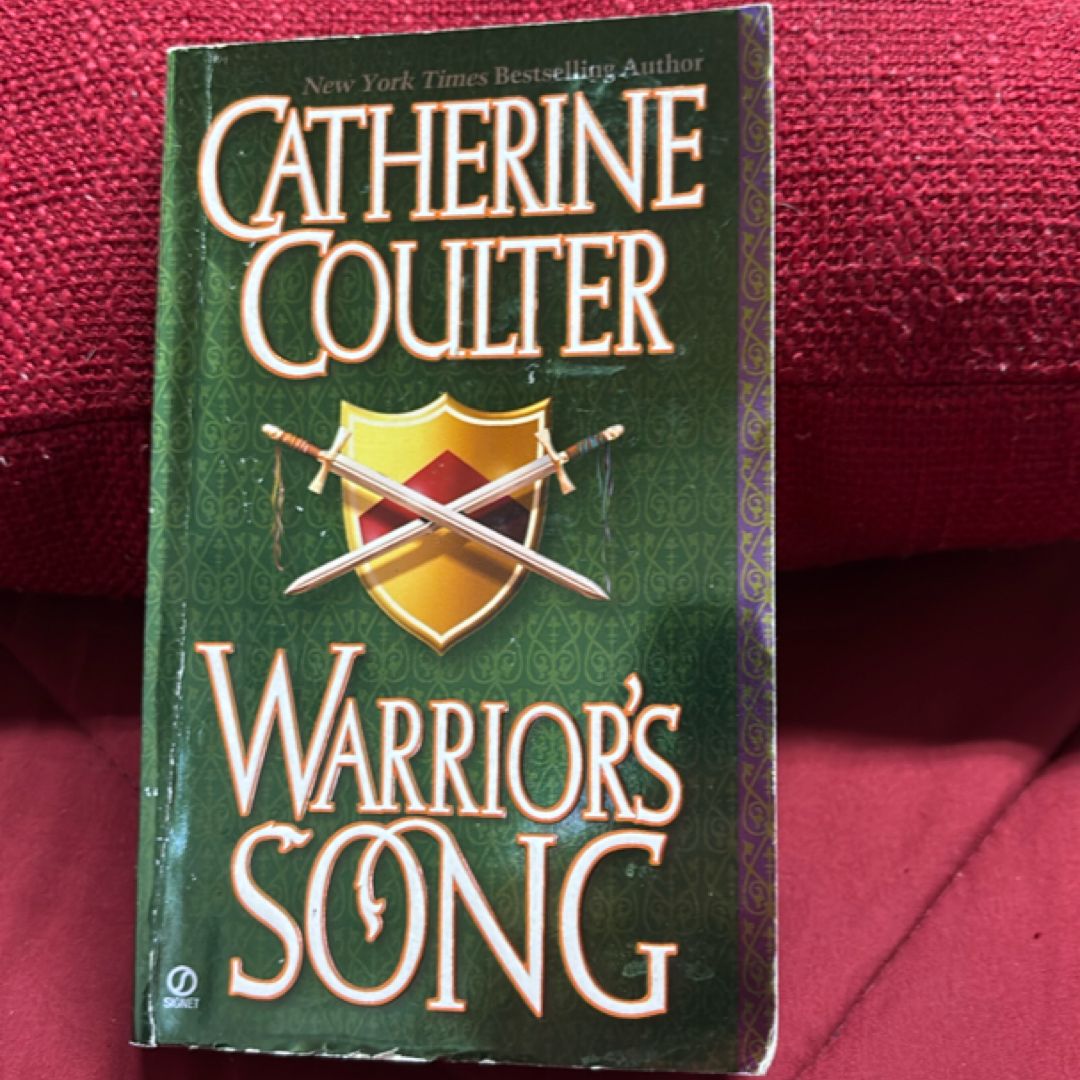 New York Times Bestselling Author
CATHERINE
COULTER
WARRIOR'S
SONG
SIGNET